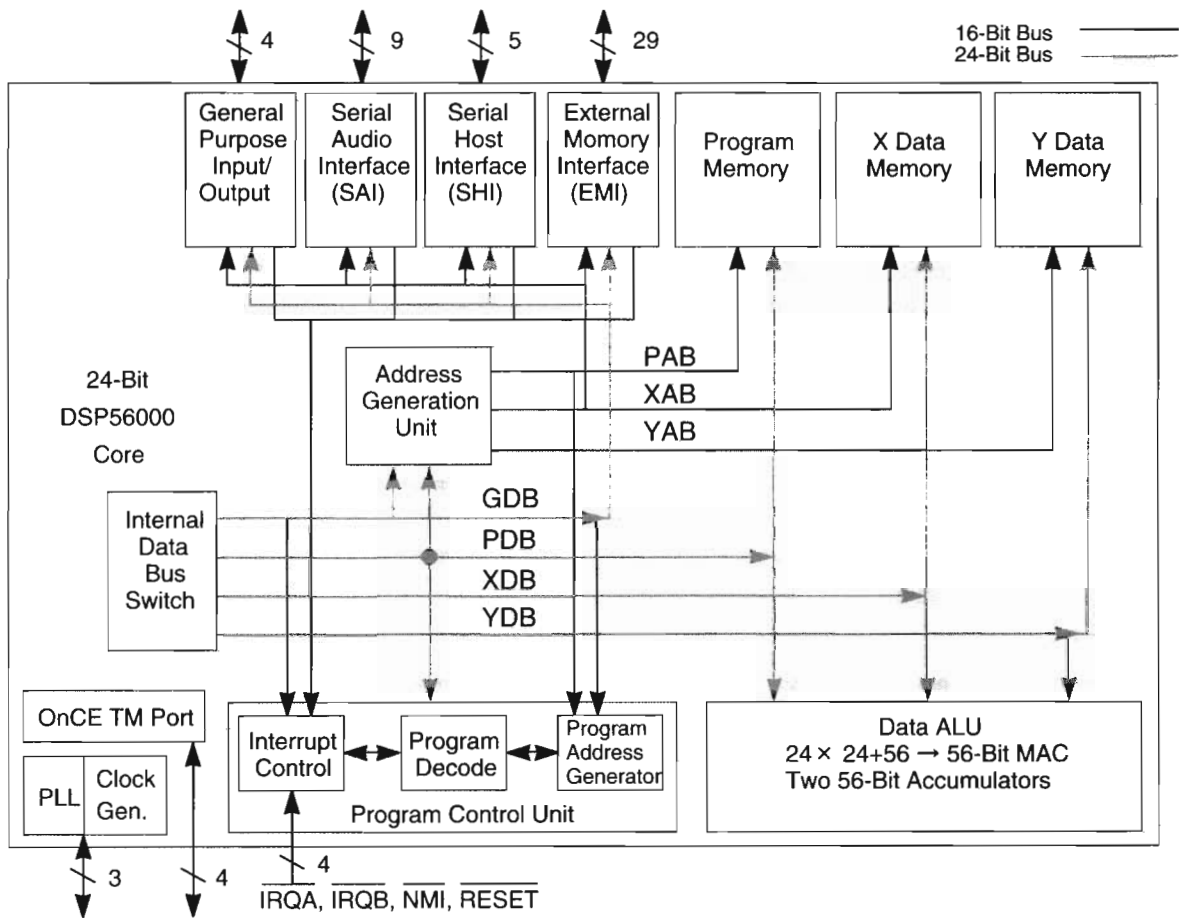 4
9
5
29
16-Bit Bus
24-Bit Bus
General
Purpose
Input/
Output
Serial
Audio
Interface
(SAI)
Serial
Host
Interface
(SHI)
External
Momory
Interface
(EMI)
Program
Memory
X Data
Memory
Y Data
Memory
24-Bit
DSP56000
Core
Address
Generation
Unit
PAB
XAB
YAB
Internal
Data
Bus
Switch
GDB
PDB
XDB
YDB
OnCE TM Port
PLL
Clock
Gen.
Interrupt
Control
Program
Decode
Program
Address
Generator
Program Control Unit
Data ALU
24 × 24+56 → 56-Bit MAC
Two 56-Bit Accumulators
3
4
4
IRQA, IRQB, NMI, RESET